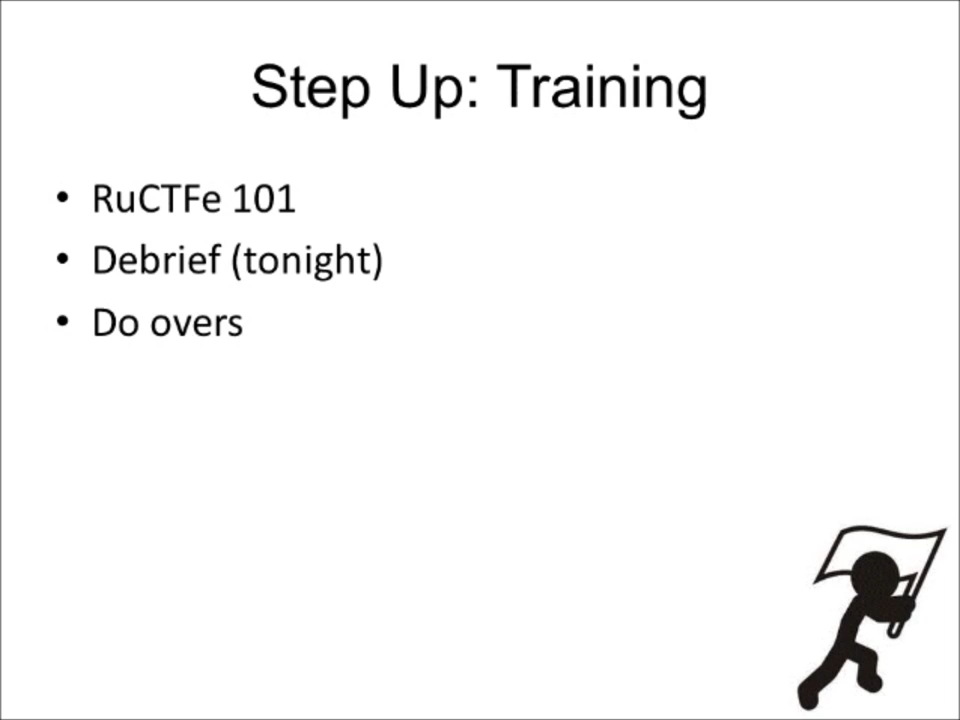 Step Up: Training
• RuCTFe 101
• Debrief (tonight)
• Do overs